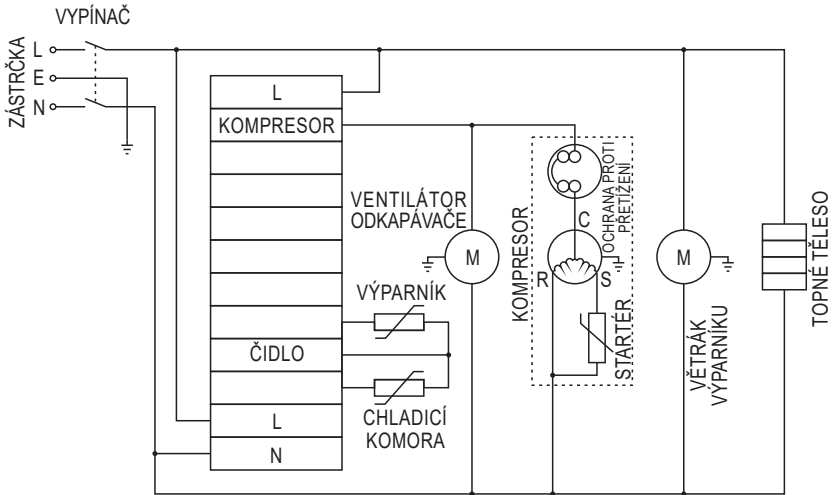 VYPÍNAČ
ZÁSTRČKA
L
E
N
L
KOMPRESOR
ČIDLO
L
N
VENTILÁTOR
ODKAPÁVAČE
M
VÝPARNÍK
CHLADICÍ
KOMORA
KOMPRESOR
OCHRANA PROTI
PŘETÍŽENÍ
C
R
S
STARTÉR
M
VĚTRÁK
VÝPARNÍKU
TOPNÉ TĚLESO